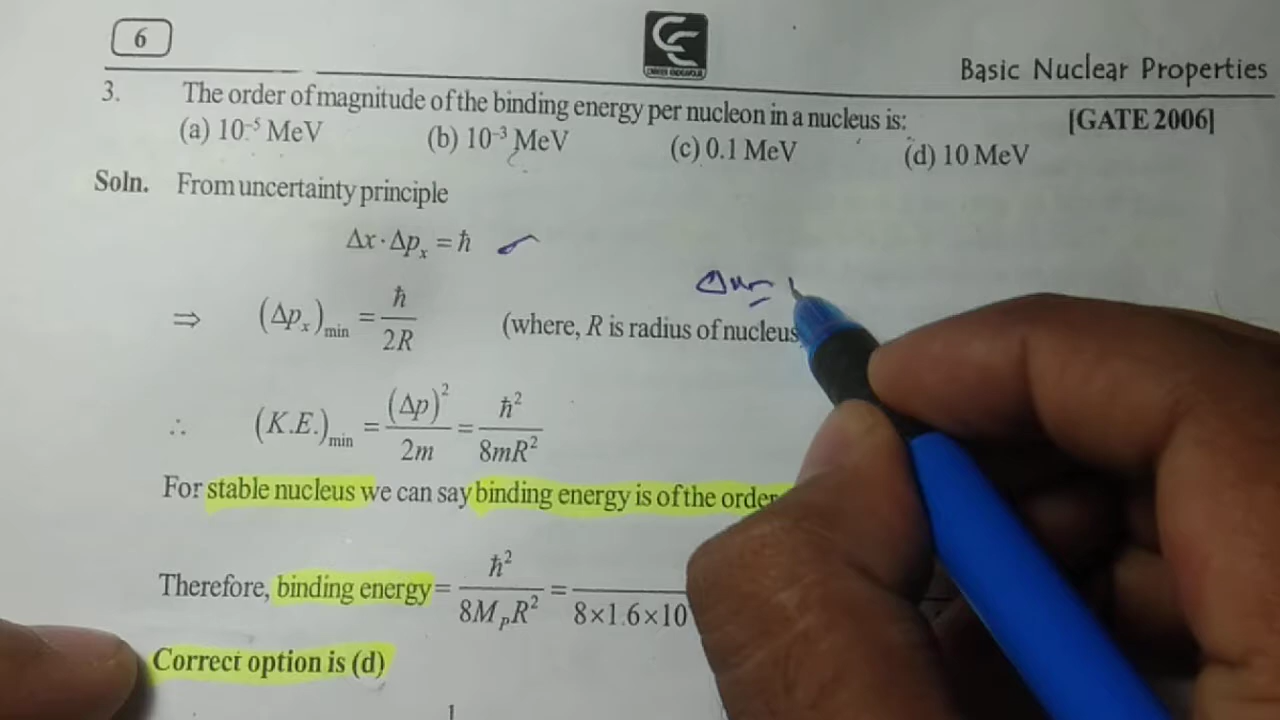 6
Basic Nuclear Properties
3. The order of magnitude of the binding energy per nucleon in a nucleus is: [GATE 2006]
(a) 10⁻⁵ MeV (b) 10⁻³ MeV (c) 0.1 MeV (d) 10 MeV
Soln. From uncertainty principle
Δx · Δpₓ = ħ
⇒ (Δpₓ)min = ħ / 2R (where, R is radius of nucleus
∴ (K.E.)min = (Δp)² / 2m = ħ² / 8mR²
For stable nucleus we can say binding energy is of the order
Therefore, binding energy = ħ² / 8M_pR² = 8×1.6×10
Correct option is (d)
1